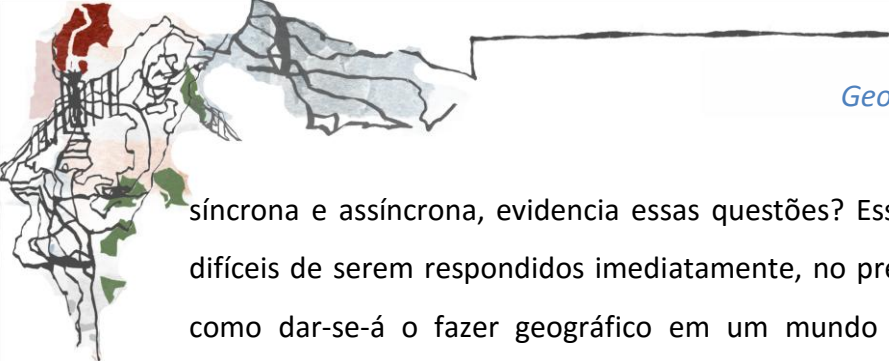 Geo
síncrona e assíncrona, evidencia essas questões? Ess
difíceis de serem respondidos imediatamente, no pre
como dar-se-á o fazer geográfico em um mundo